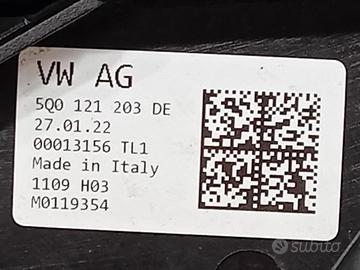 VW AG
5Q0 121 203 DE
27.01.22
00013156 TL1
Made in Italy
1109 H03
M0119354
subito